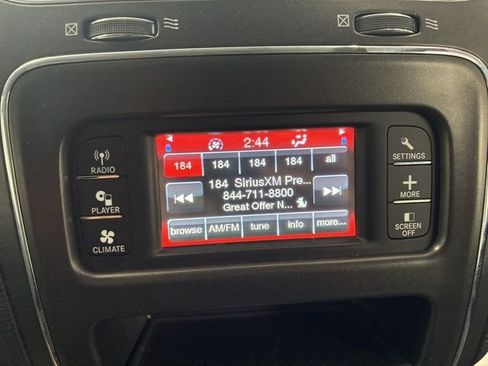 2:44
184 184 184 184 all
184 SiriusXM Pre...
844-711-8800
Great Offer N...
browse AM/FM tune info more...
RADIO
PLAYER
CLIMATE
SETTINGS
MORE
SCREEN
OFF